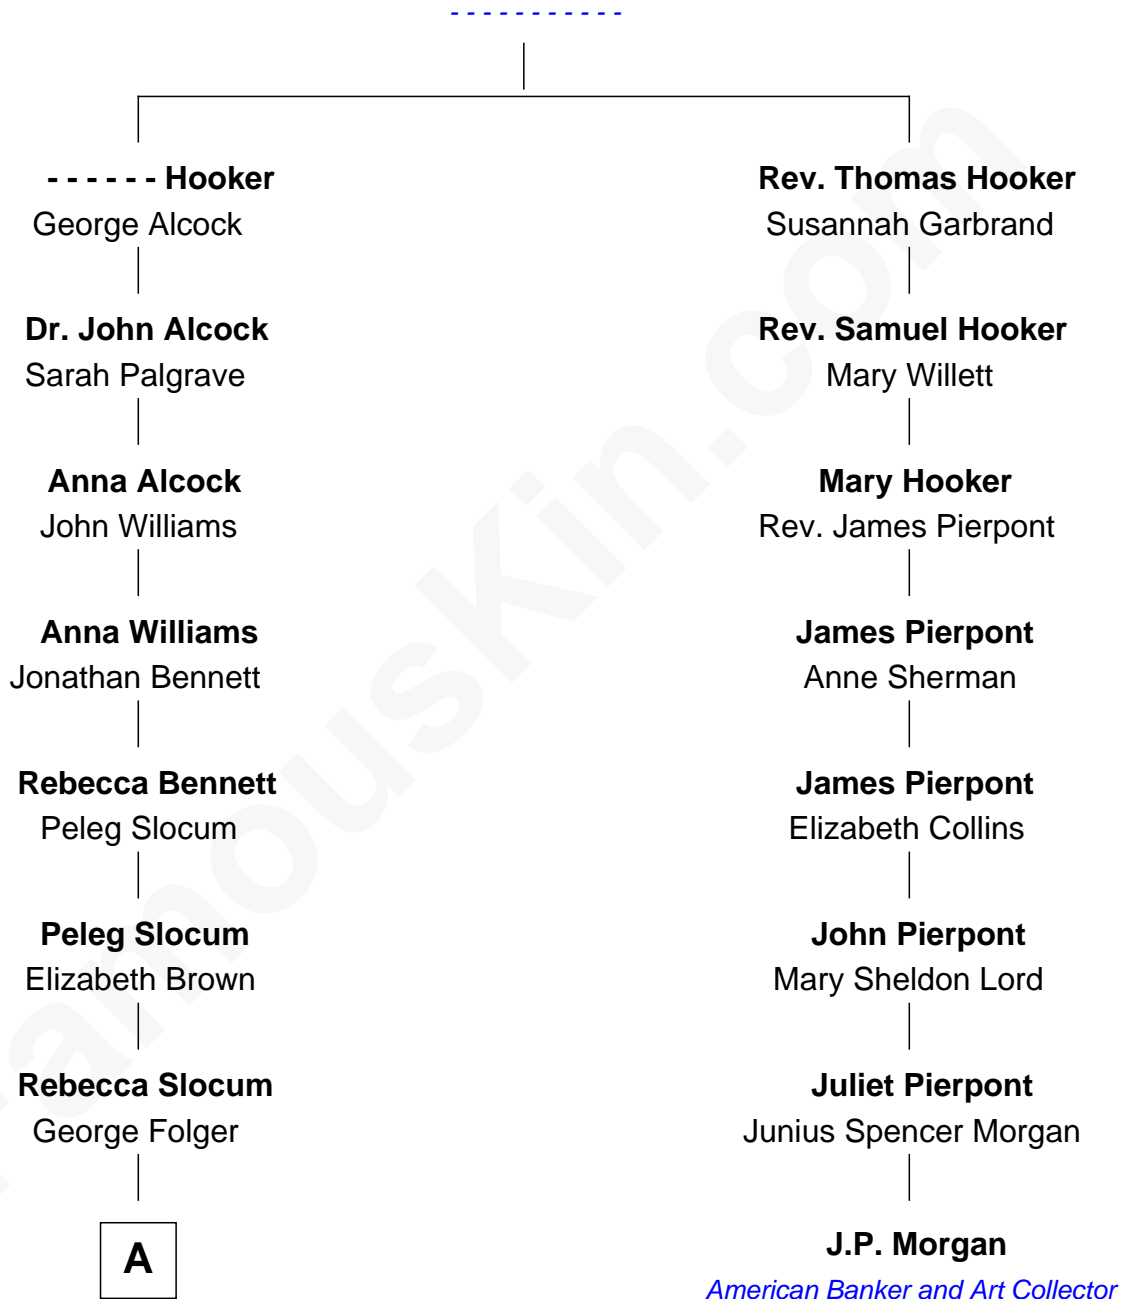 - - - - - - - - - - -
- - - - - - Hooker
George Alcock
Dr. John Alcock
Sarah Palgrave
Anna Alcock
John Williams
Anna Williams
Jonathan Bennett
Rebecca Bennett
Peleg Slocum
Peleg Slocum
Elizabeth Brown
Rebecca Slocum
George Folger
A
Rev. Thomas Hooker
Susannah Garbrand
Rev. Samuel Hooker
Mary Willett
Mary Hooker
Rev. James Pierpont
James Pierpont
Anne Sherman
James Pierpont
Elizabeth Collins
John Pierpont
Mary Sheldon Lord
Juliet Pierpont
Junius Spencer Morgan
J.P. Morgan
American Banker and Art Collector
FamousKin.com